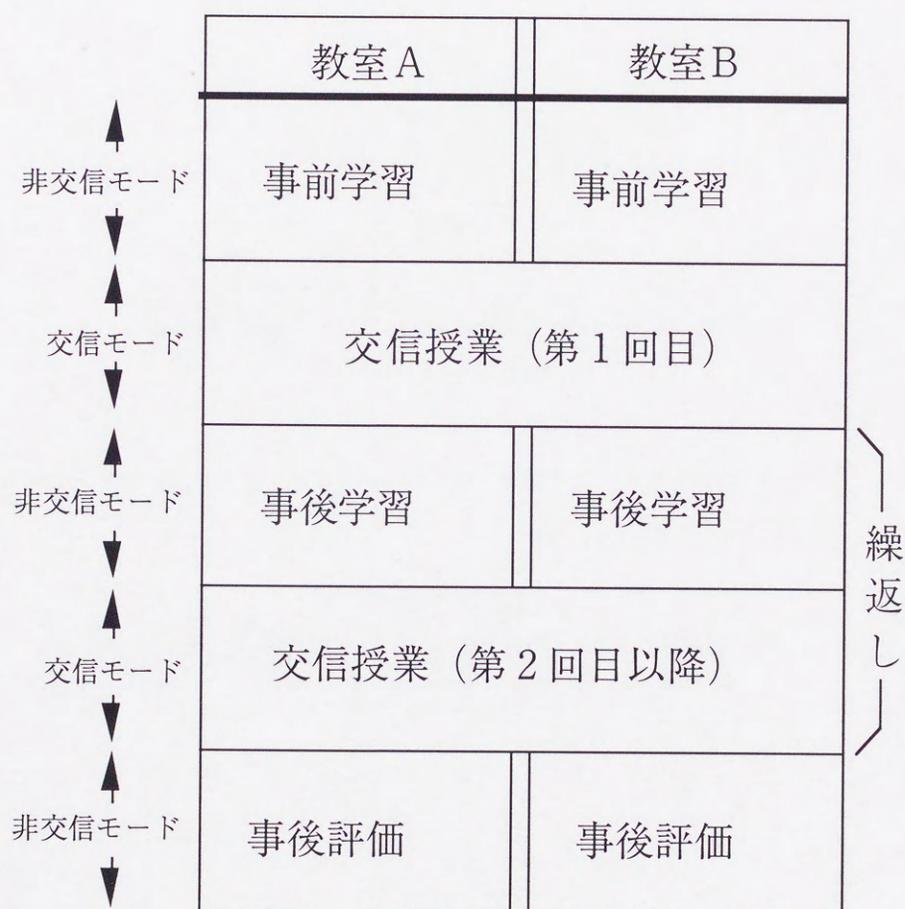 教室A 教室B
非交信モード 事前学習 事前学習
交信モード 交信授業（第1回目）
非交信モード 事後学習 事後学習
繰返し
交信モード 交信授業（第2回目以降）
非交信モード 事後評価 事後評価